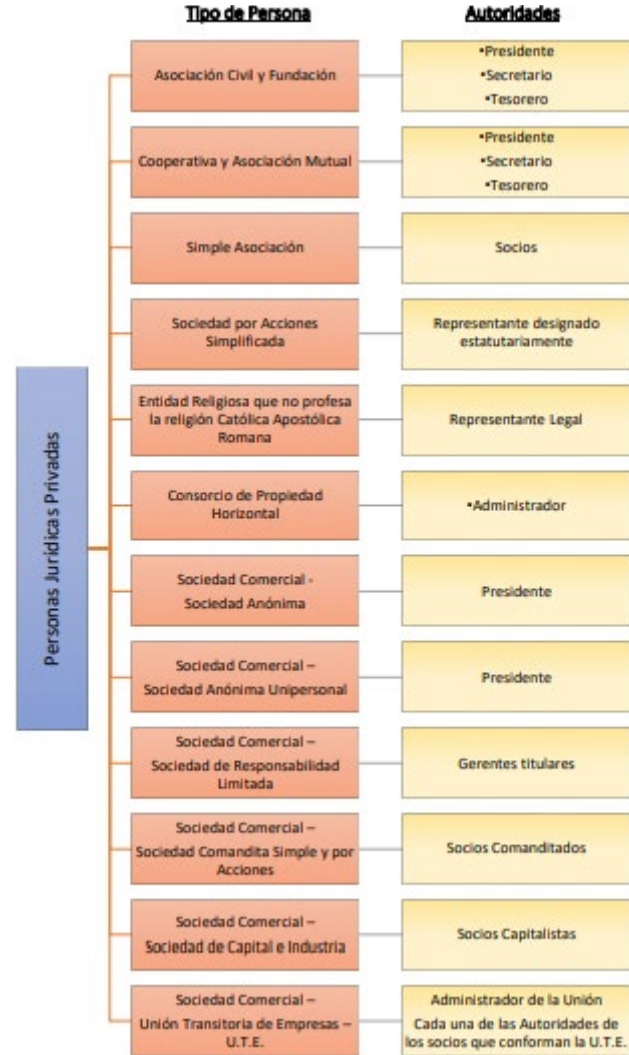 Tipo de Persona
Autoridades
Personas Jurídicas Privadas
Asociación Civil y Fundación
•Presidente
•Secretario
•Tesorero
Cooperativa y Asociación Mutual
•Presidente
•Secretario
•Tesorero
Simple Asociación
Socios
Sociedad por Acciones
Simplificada
Representante designado
estatutariamente
Entidad Religiosa que no profesa
la religión Católica Apostólica
Romana
Representante Legal
Consorcio de Propiedad
Horizontal
•Administrador
Sociedad Comercial -
Sociedad Anónima
Presidente
Sociedad Comercial –
Sociedad Anónima Unipersonal
Presidente
Sociedad Comercial –
Sociedad de Responsabilidad
Limitada
Gerentes titulares
Sociedad Comercial –
Sociedad Comandita Simple y por
Acciones
Socios Comanditados
Sociedad Comercial –
Sociedad de Capital e Industria
Socios Capitalistas
Sociedad Comercial –
Unión Transitoria de Empresas –
U.T.E.
Administrador de la Unión
Cada una de las Autoridades de
los socios que conforman la U.T.E.